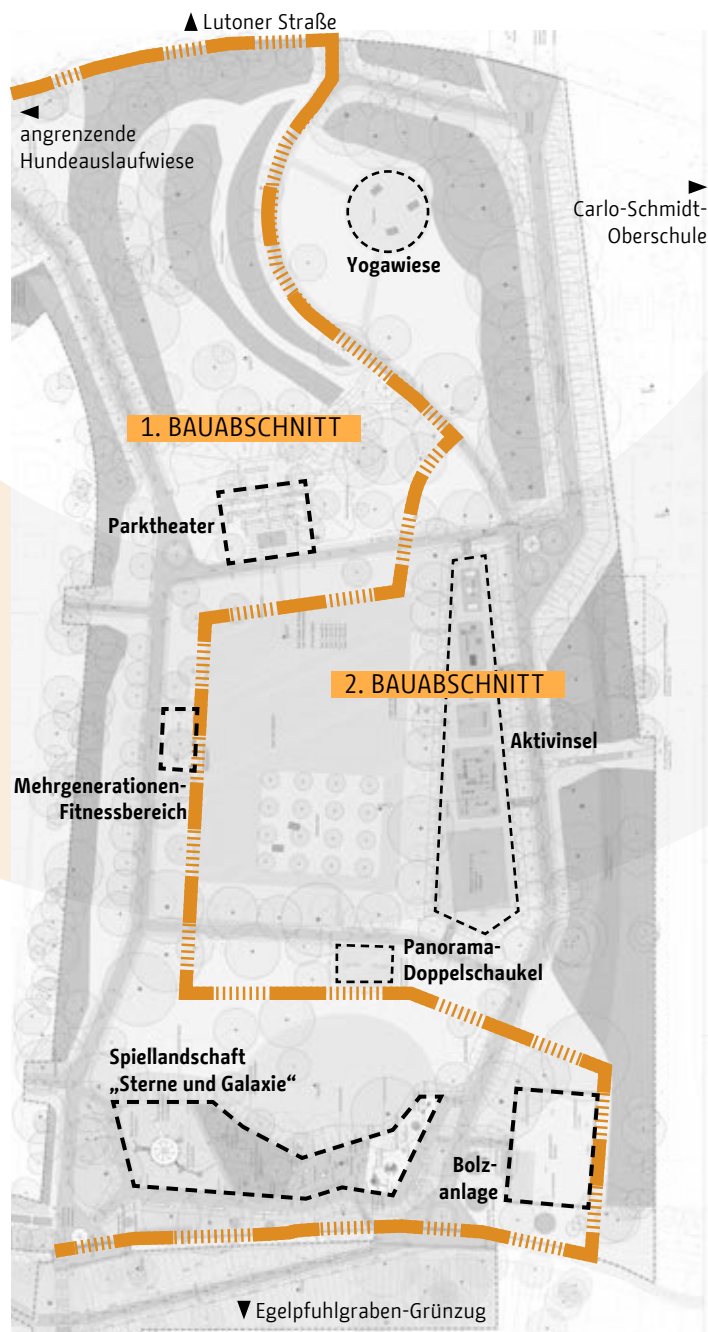 ▲ Lutoner Straße
◄
angrenzende
Hundeauslaufwiese
►
Carlo-Schmidt-
Oberschule
Yogawiese
1. BAUABSCHNITT
Parktheater
2. BAUABSCHNITT
Aktivinsel
Mehrgenerationen-
Fitnessbereich
Panorama-
Doppelschaukel
Spiellandschaft
„Sterne und Galaxie“
Bolz-
anlage
▼ Egelpfuhlgraben-Grünzug